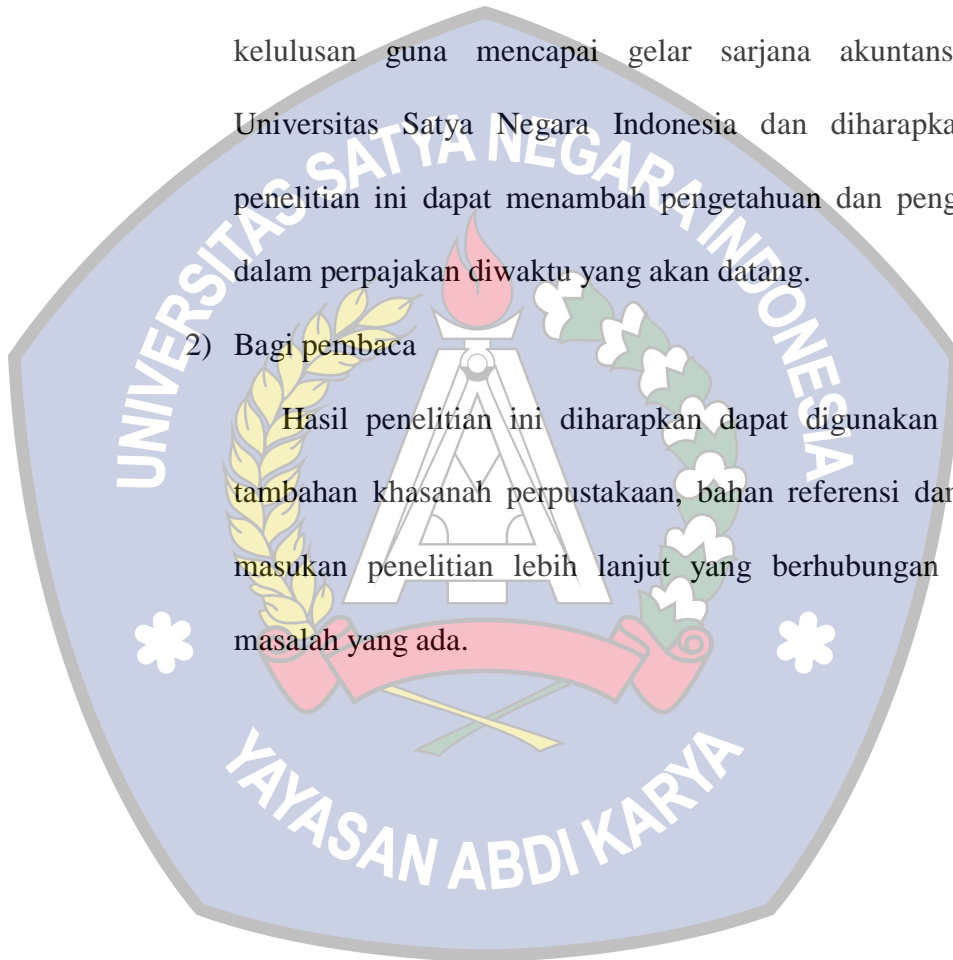 kelulusan guna mencapai gelar sarjana akuntans
Universitas Satya Negara Indonesia dan diharapka
penelitian ini dapat menambah pengetahuan dan peng
dalam perpajakan diwaktu yang akan datang.
2) Bagi pembaca
Hasil penelitian ini diharapkan dapat digunakan
tambahan khasanah perpustakaan, bahan referensi dan
masukan penelitian lebih lanjut yang berhubungan
masalah yang ada.
UNIVERSITAS SATYA NEGARA INDONESIA
YAYASAN ABDI KARYA